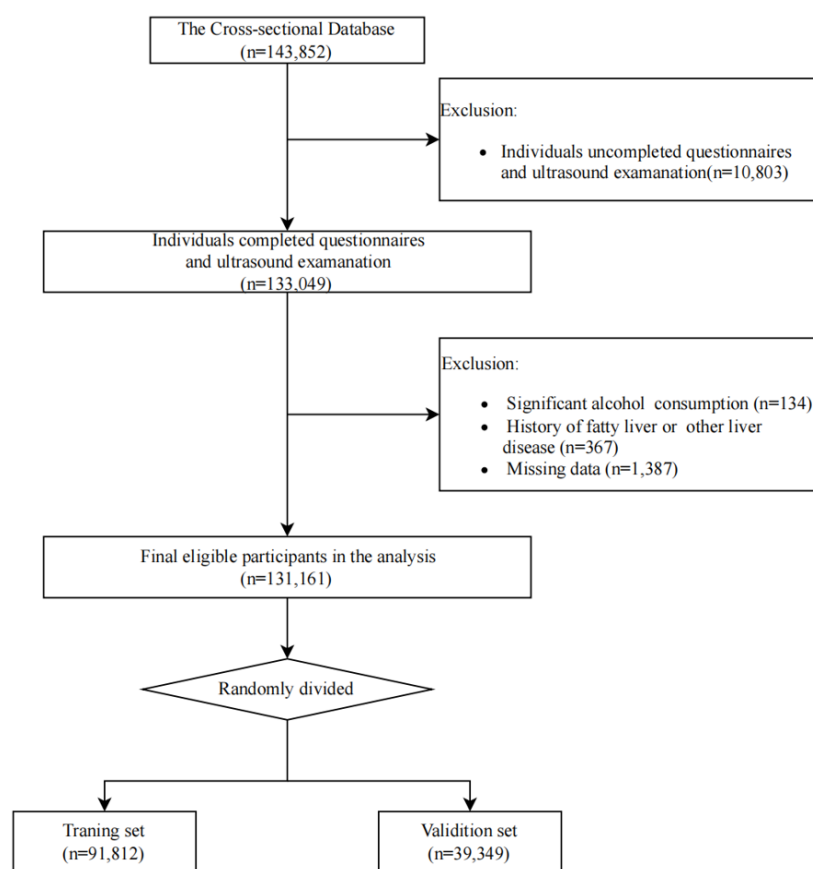 The Cross-sectional Database
(n=143,852)
Exclusion:
• Individuals uncompleted questionnaires
and ultrasound examanation(n=10,803)
Individuals completed questionnaires
and ultrasound examanation
(n=133,049)
Exclusion:
• Significant alcohol consumption (n=134)
• History of fatty liver or other liver
disease (n=367)
• Missing data (n=1,387)
Final eligible participants in the analysis
(n=131,161)
Randomly divided
Traning set
(n=91,812)
Validition set
(n=39,349)